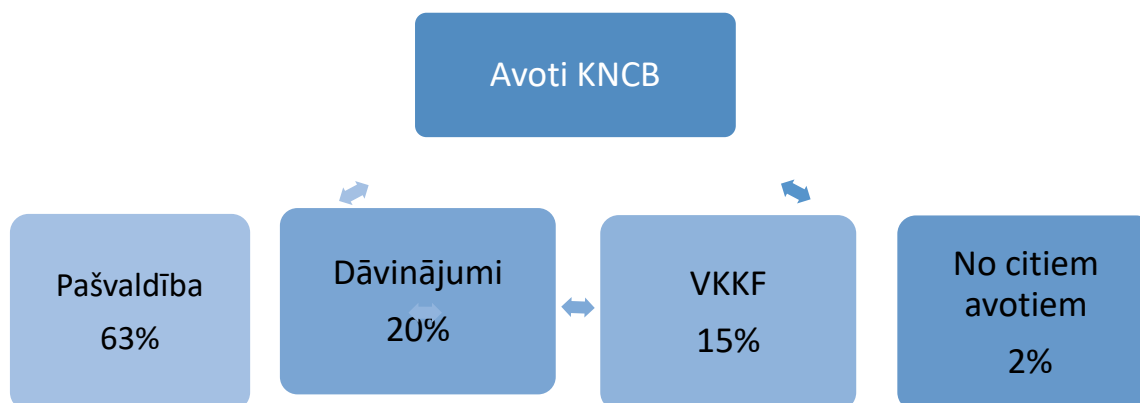 Avoti KNCB
Pašvaldība
63%
Dāvinājumi
20%
VKKF
15%
No citiem
avotiem
2%